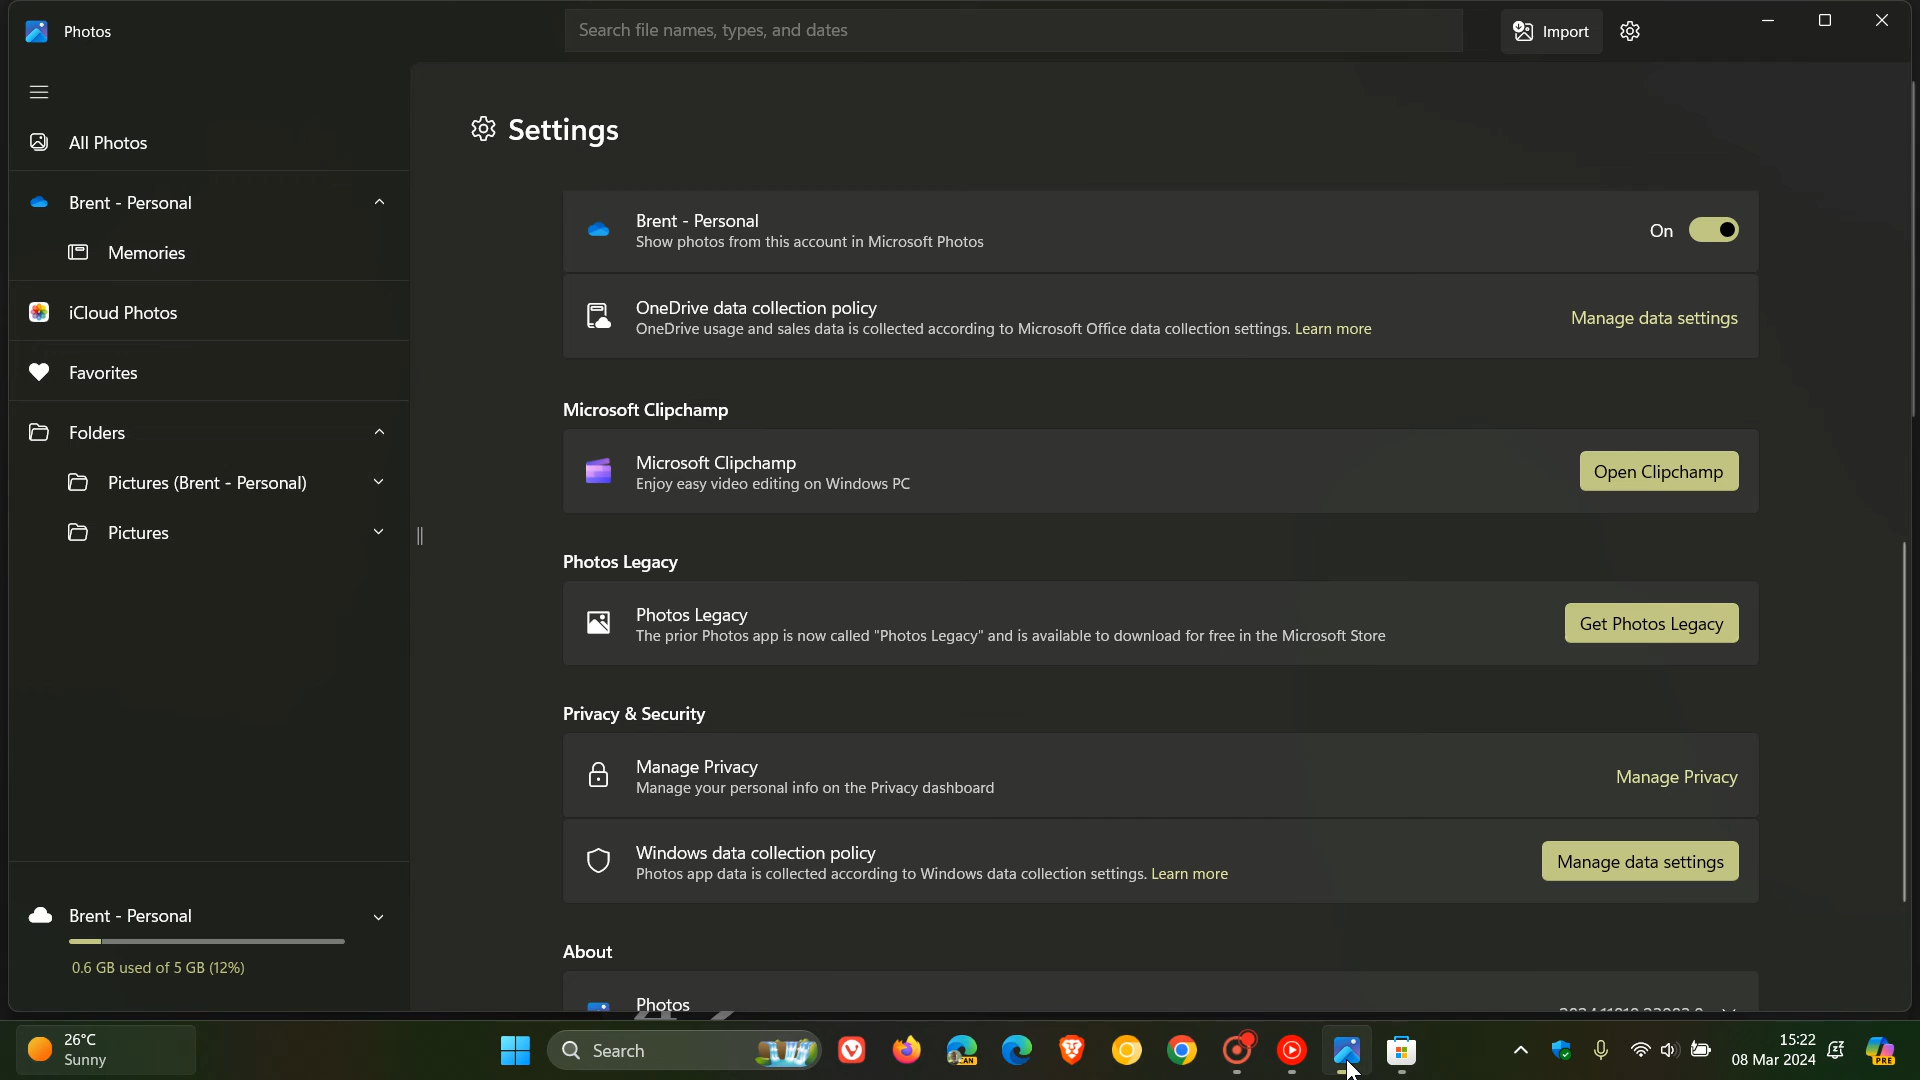 Photos
Search file names, types, and dates
Import
All Photos
Brent - Personal
Memories
iCloud Photos
Favorites
Folders
Pictures (Brent - Personal)
Pictures
Brent - Personal
0.6 GB used of 5 GB (12%)
Settings
Brent - Personal
Show photos from this account in Microsoft Photos
On
OneDrive data collection policy
OneDrive usage and sales data is collected according to Microsoft Office data collection settings. Learn more
Manage data settings
Microsoft Clipchamp
Microsoft Clipchamp
Enjoy easy video editing on Windows PC
Open Clipchamp
Photos Legacy
Photos Legacy
The prior Photos app is now called "Photos Legacy" and is available to download for free in the Microsoft Store
Get Photos Legacy
Privacy & Security
Manage Privacy
Manage your personal info on the Privacy dashboard
Manage Privacy
Windows data collection policy
Photos app data is collected according to Windows data collection settings. Learn more
Manage data settings
About
Photos
26°C
Sunny
Search
CAN
15:22
08 Mar 2024
PRE